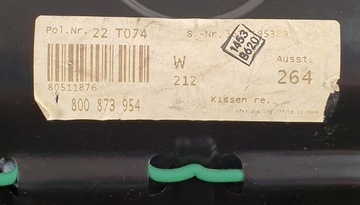 Pol.Nr. 22 T074 S.-Nr.
1453
8620
W Ausst.
212 264
80511876
800 873 954 Kissen re.